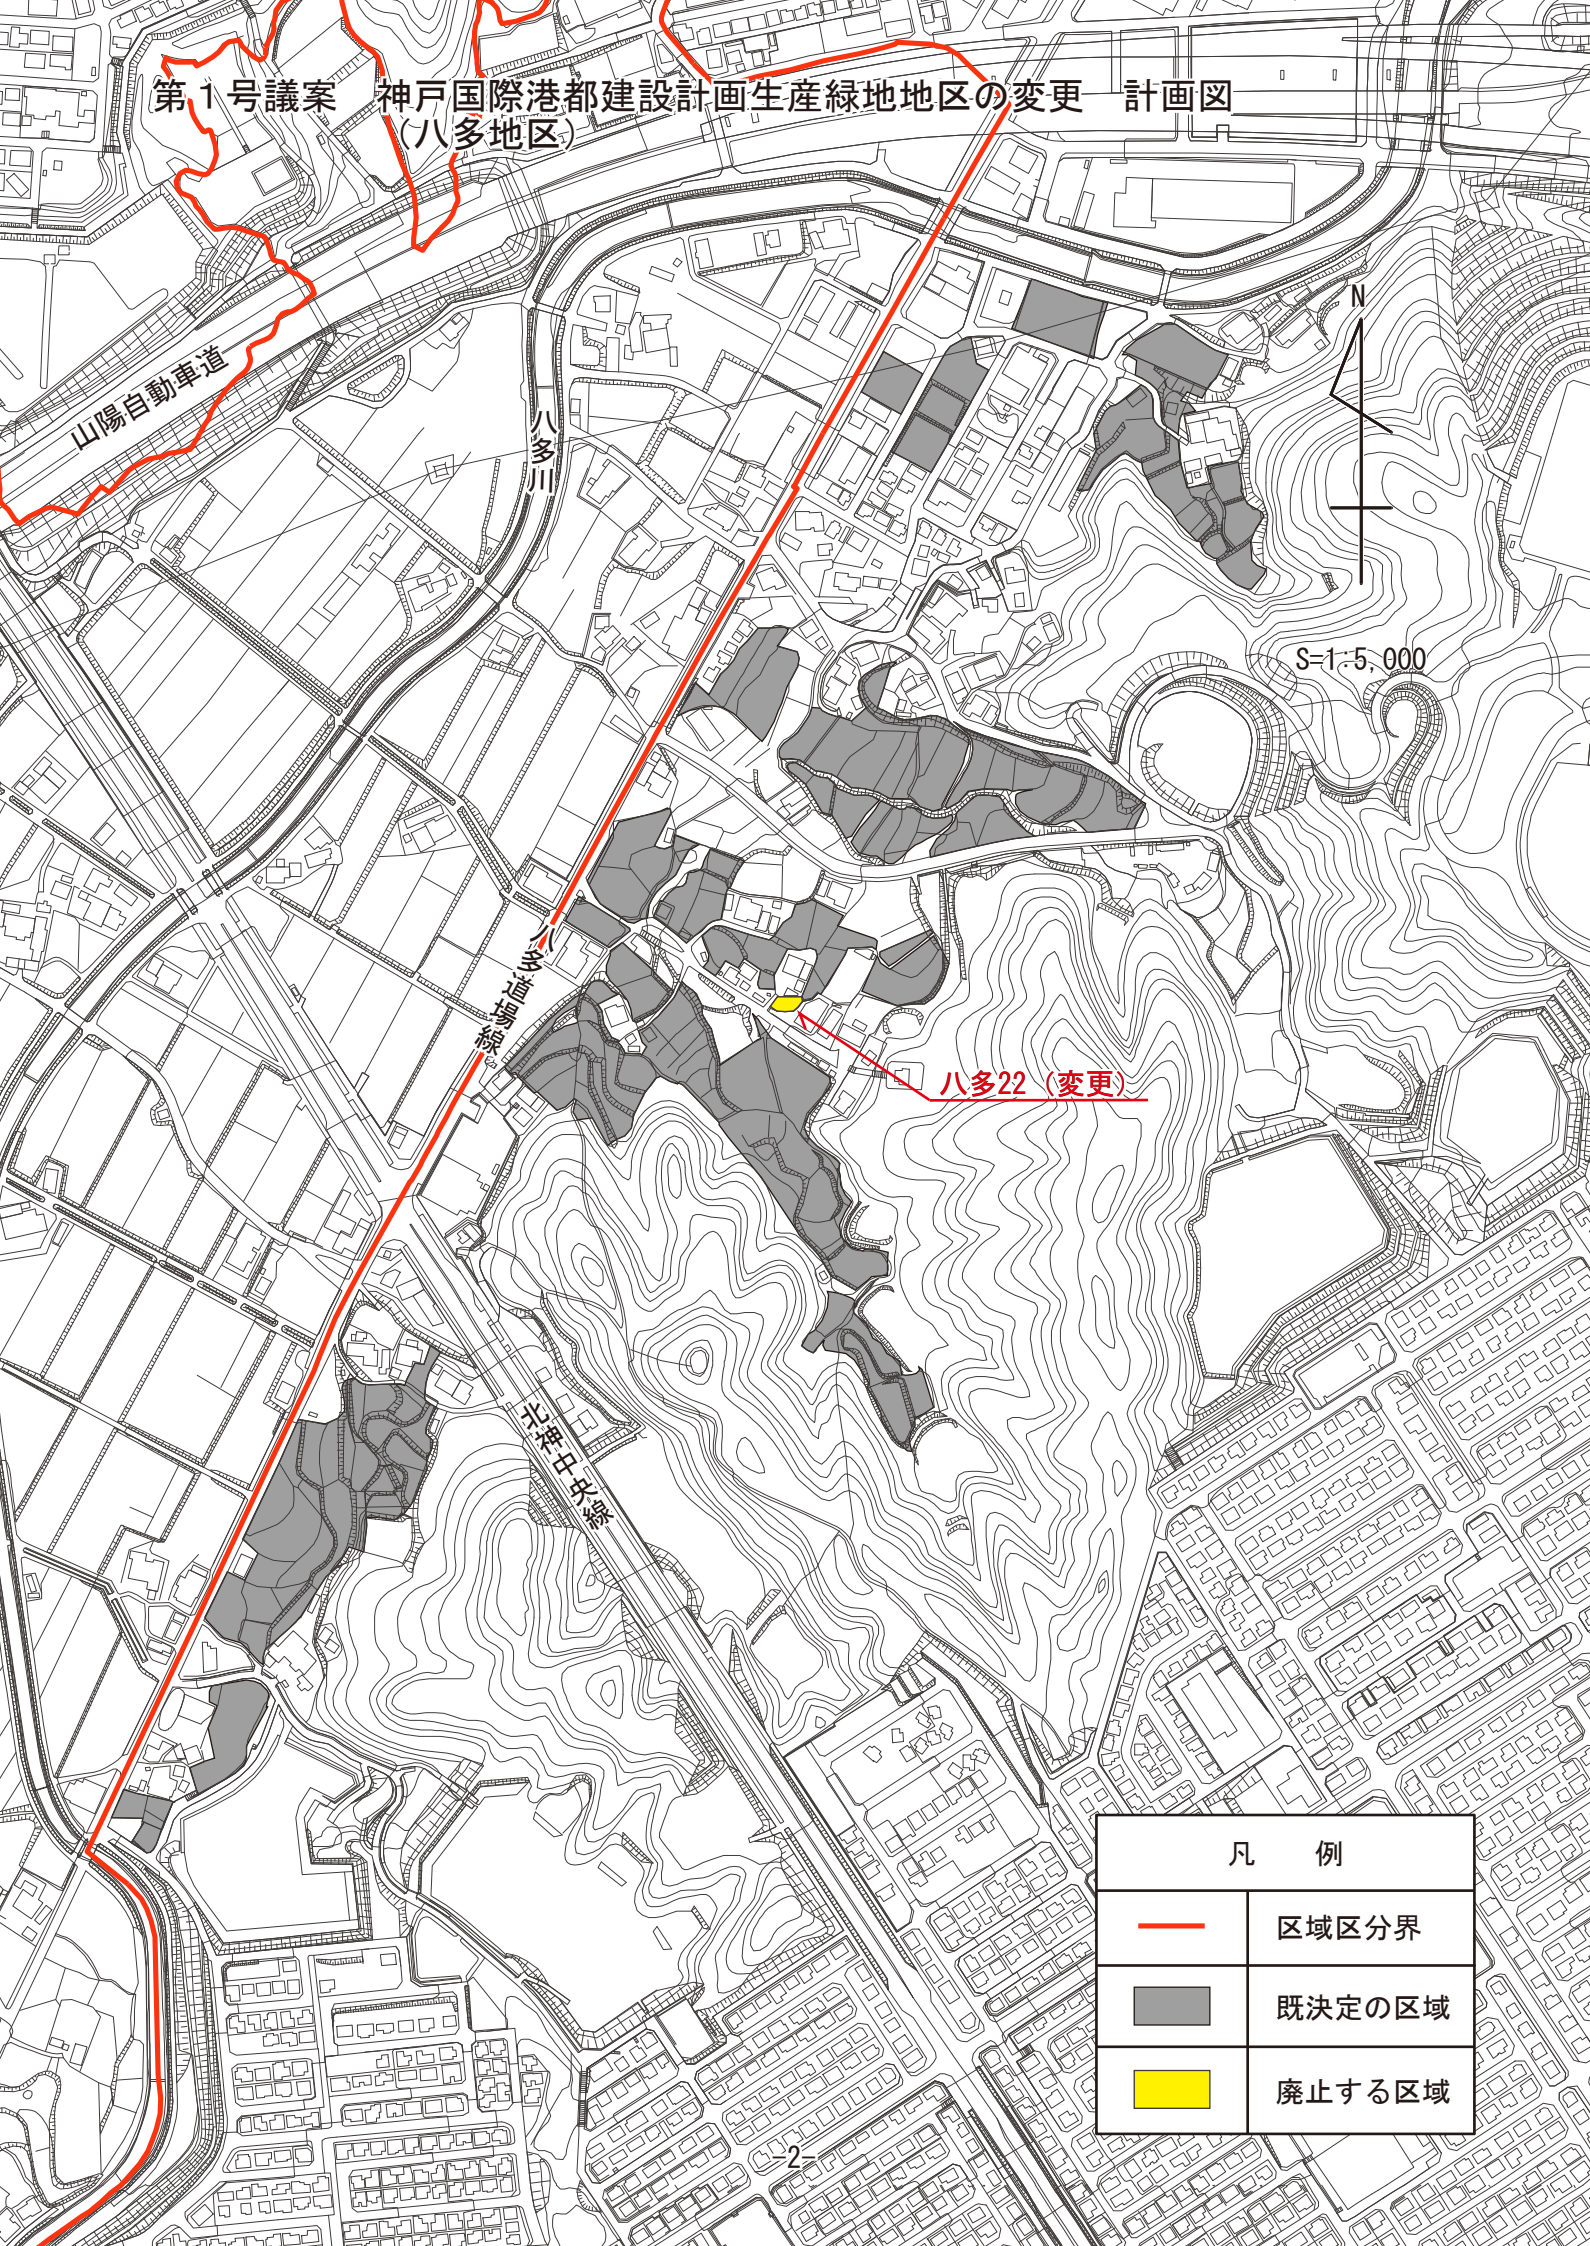 第１号議案　神戸国際港都建設計画生産緑地地区の変更　計画図
（八多地区）
山陽自動車道
八多川
N
S=1:5,000
八多道場線
八多22（変更）
北神中央線
凡　例
区域区分界
既決定の区域
廃止する区域
-2-